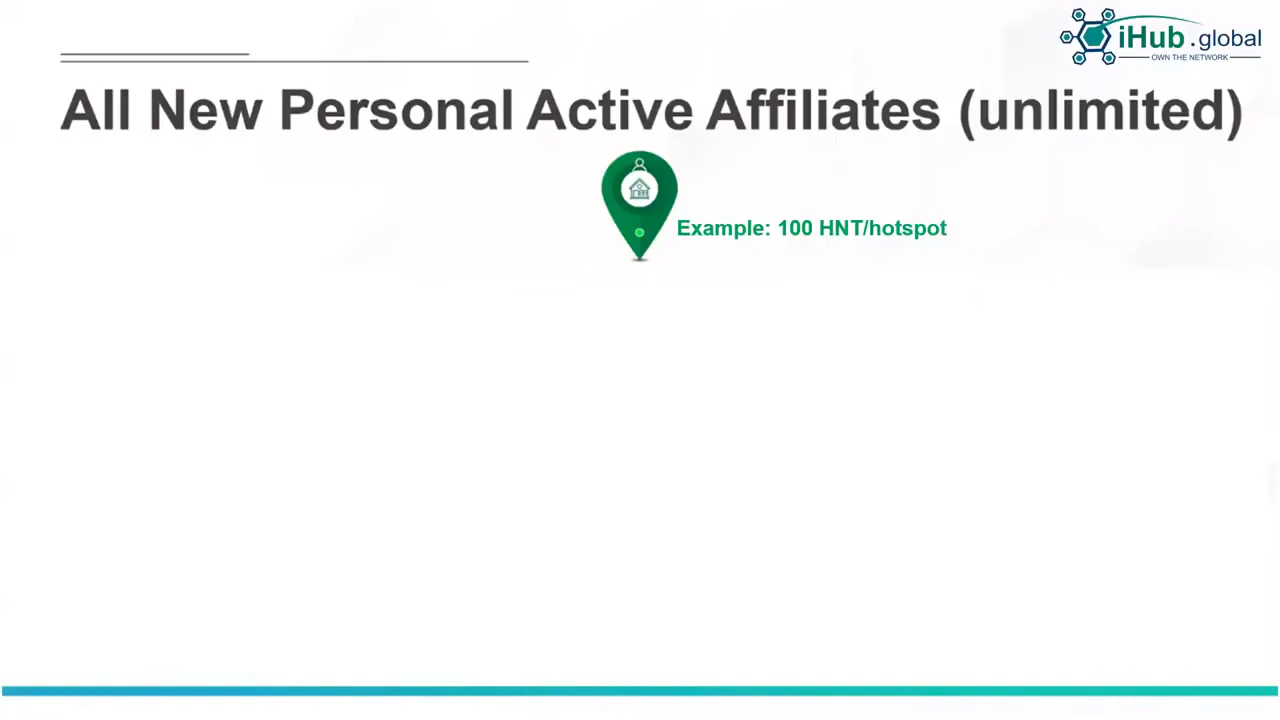 iHub.global
OWN THE NETWORK
All New Personal Active Affiliates (unlimited)
Example: 100 HNT/hotspot